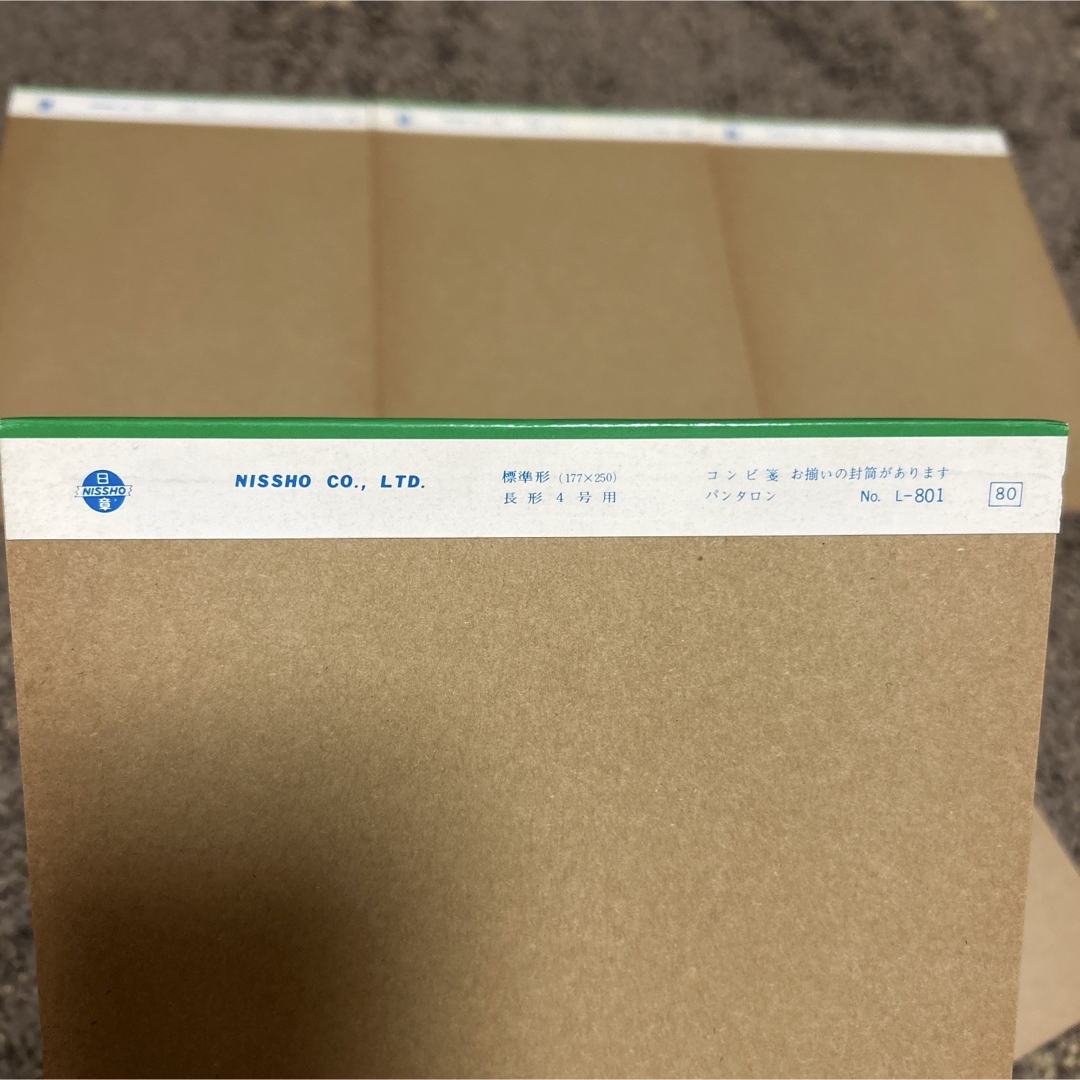 日
NISSHO
章
NISSHO CO., LTD.
標準形 (177×250)
長形4号用
コンビ箋 お揃いの封筒があります
パンタロン No. L-801
80